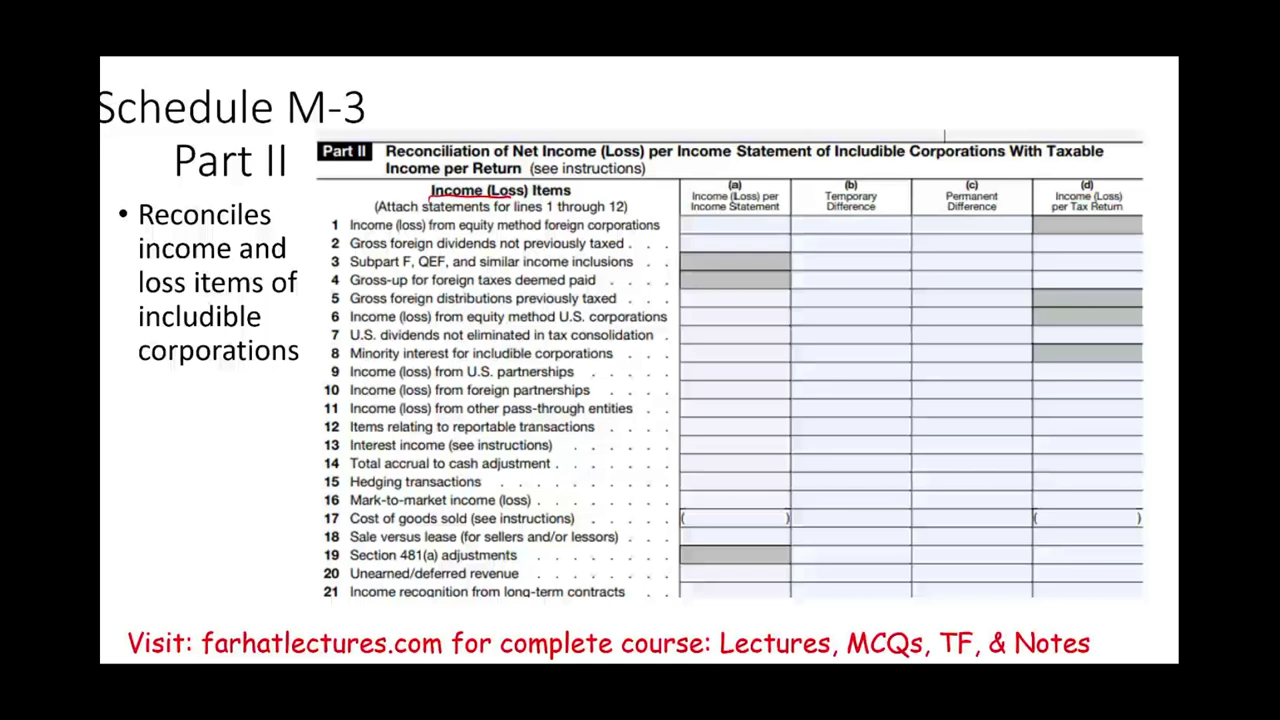 Schedule M-3
Part II
• Reconciles
income and
loss items of
includible
corporations
Part II Reconciliation of Net Income (Loss) per Income Statement of Includible Corporations With Taxable
Income per Return (see instructions)
Income (Loss) Items
(Attach statements for lines 1 through 12)
(a)
Income (Loss) per
Income Statement
(b)
Temporary
Difference
(c)
Permanent
Difference
(d)
Income (Loss)
per Tax Return
1 Income (loss) from equity method foreign corporations
2 Gross foreign dividends not previously taxed . . .
3 Subpart F, QEF, and similar income inclusions . .
4 Gross-up for foreign taxes deemed paid . . . .
5 Gross foreign distributions previously taxed . . .
6 Income (loss) from equity method U.S. corporations
7 U.S. dividends not eliminated in tax consolidation .
8 Minority interest for includible corporations . . .
9 Income (loss) from U.S. partnerships . . . . .
10 Income (loss) from foreign partnerships . . . .
11 Income (loss) from other pass-through entities . .
12 Items relating to reportable transactions . . . .
13 Interest income (see instructions) . . . . . .
14 Total accrual to cash adjustment . . . . . . .
15 Hedging transactions . . . . . . . . . .
16 Mark-to-market income (loss) . . . . . . . .
17 Cost of goods sold (see instructions) . . . . . ( ) ( )
18 Sale versus lease (for sellers and/or lessors) . . .
19 Section 481(a) adjustments . . . . . . . .
20 Unearned/deferred revenue . . . . . . . .
21 Income recognition from long-term contracts . .
Visit: farhatlectures.com for complete course: Lectures, MCQs, TF, & Notes